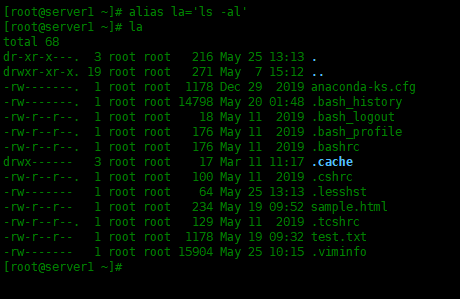 [root@server1 ~]# alias la='ls -al'
[root@server1 ~]# la
total 68
dr-xr-x---.  3 root root   216 May 25 13:13 .
drwxr-xr-x. 19 root root   271 May  7 15:12 ..
-rw-------.  1 root root  1178 Dec 29  2019 anaconda-ks.cfg
-rw-------.  1 root root 14798 May 20 01:48 .bash_history
-rw-r--r--.  1 root root    18 May 11  2019 .bash_logout
-rw-r--r--.  1 root root   176 May 11  2019 .bash_profile
-rw-r--r--.  1 root root   176 May 11  2019 .bashrc
drwx------   3 root root    17 Mar 11 11:17 .cache
-rw-r--r--.  1 root root   100 May 11  2019 .cshrc
-rw-------   1 root root    64 May 25 13:13 .lesshst
-rw-r--r--   1 root root   234 May 19 09:52 sample.html
-rw-r--r--.  1 root root   129 May 11  2019 .tcshrc
-rw-r--r--   1 root root  1178 May 19 09:32 test.txt
-rw-------   1 root root 15904 May 25 10:15 .viminfo
[root@server1 ~]#